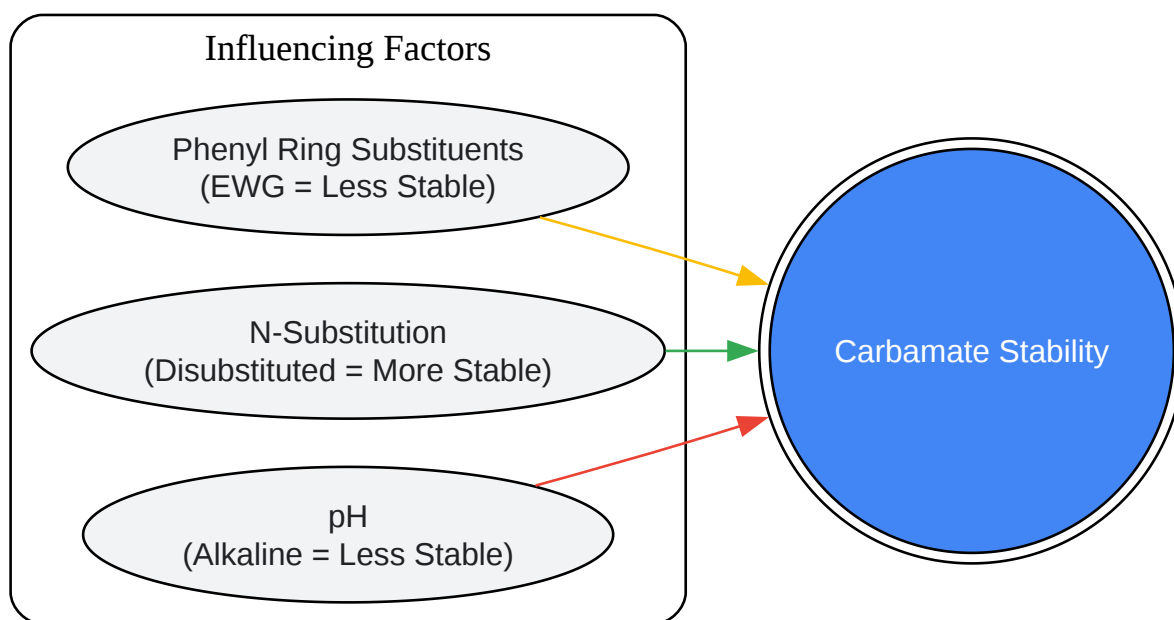 Influencing Factors
Phenyl Ring Substituents
(EWG = Less Stable)
N-Substitution
(Disubstituted = More Stable)
pH
(Alkaline = Less Stable)
Carbamate Stability